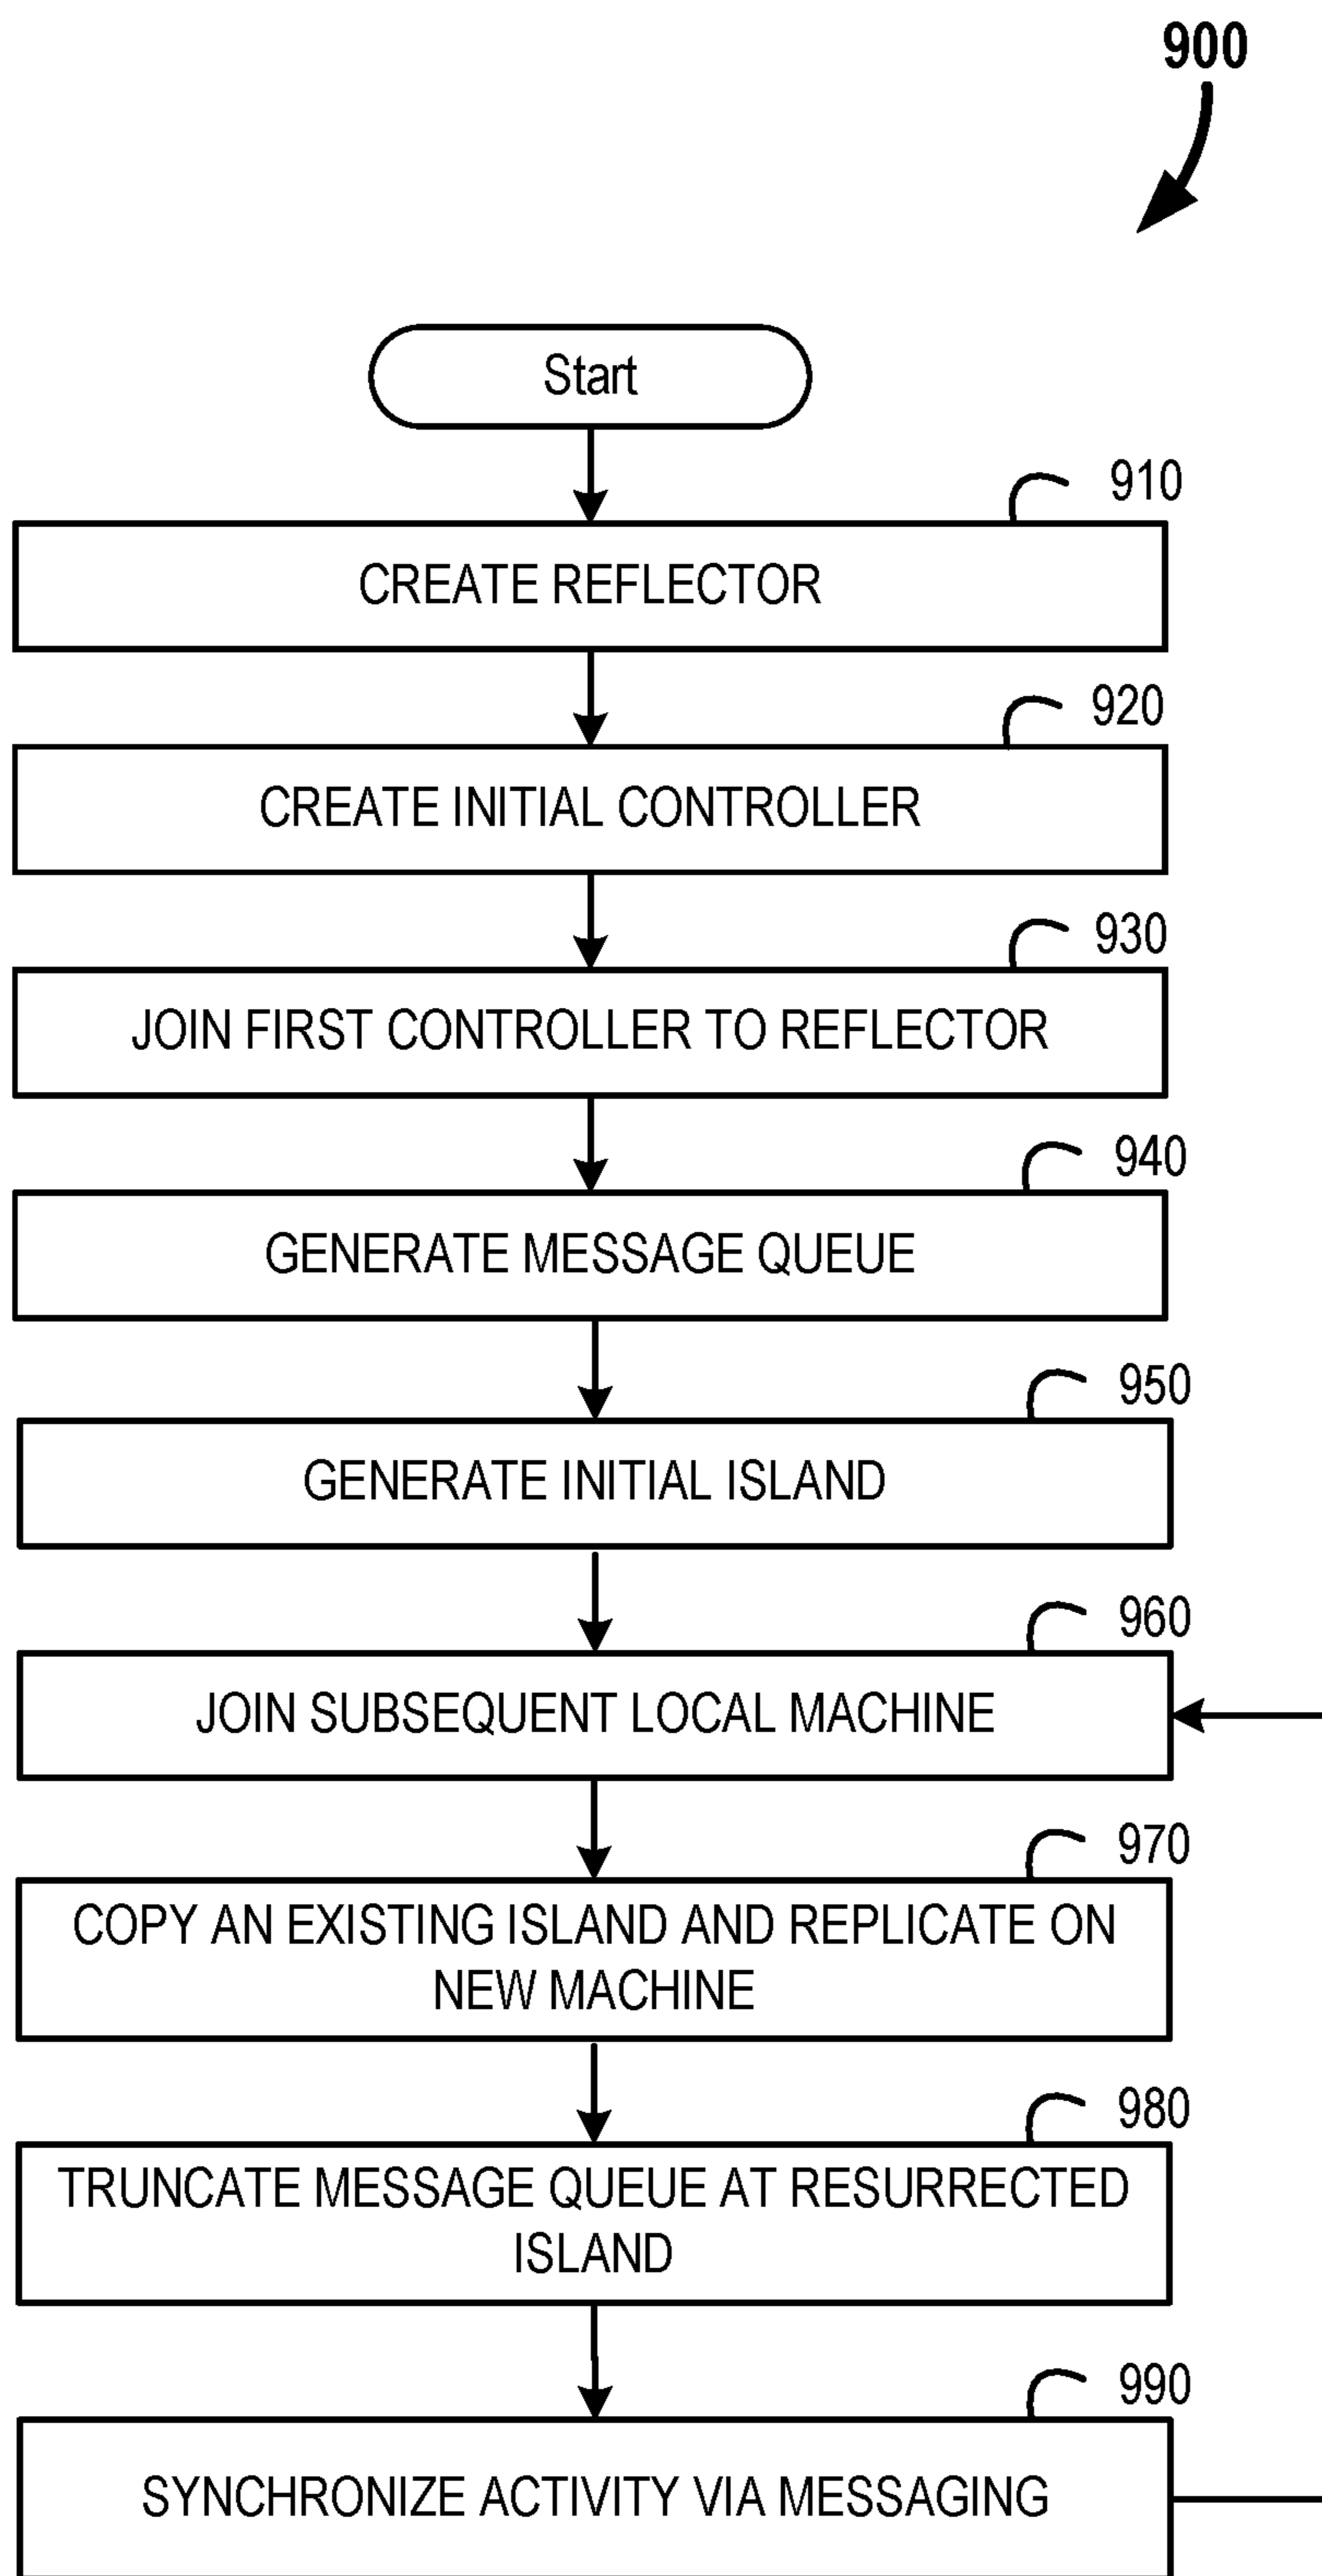 900
Start
910
CREATE REFLECTOR
920
CREATE INITIAL CONTROLLER
930
JOIN FIRST CONTROLLER TO REFLECTOR
940
GENERATE MESSAGE QUEUE
950
GENERATE INITIAL ISLAND
960
JOIN SUBSEQUENT LOCAL MACHINE
970
COPY AN EXISTING ISLAND AND REPLICATE ON
NEW MACHINE
980
TRUNCATE MESSAGE QUEUE AT RESURRECTED
ISLAND
990
SYNCHRONIZE ACTIVITY VIA MESSAGING